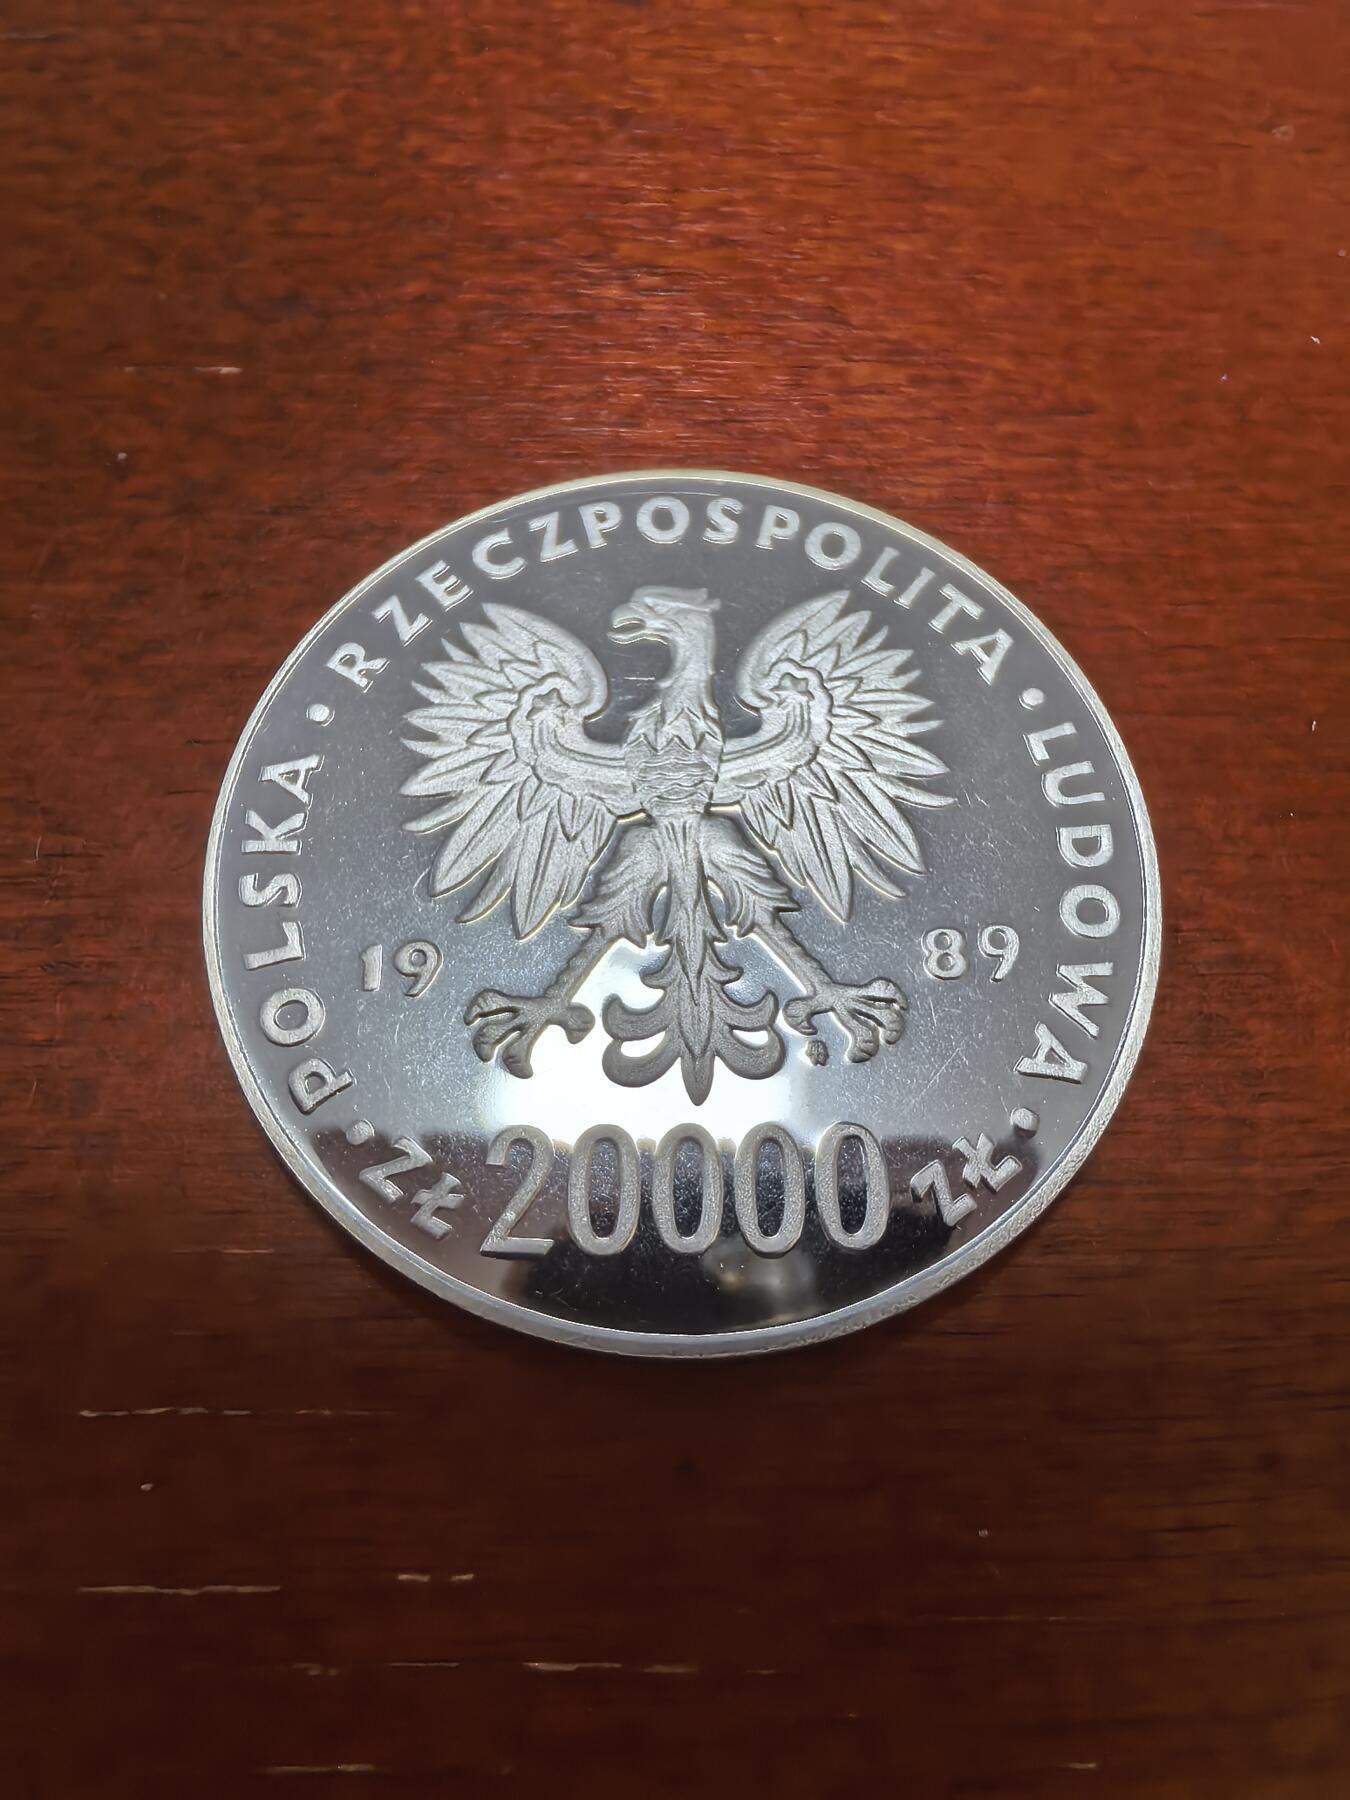 POLSKA • RZECZPOSPOLITA • LUDOWA
19 89
• ZŁ 20000 ZŁ •